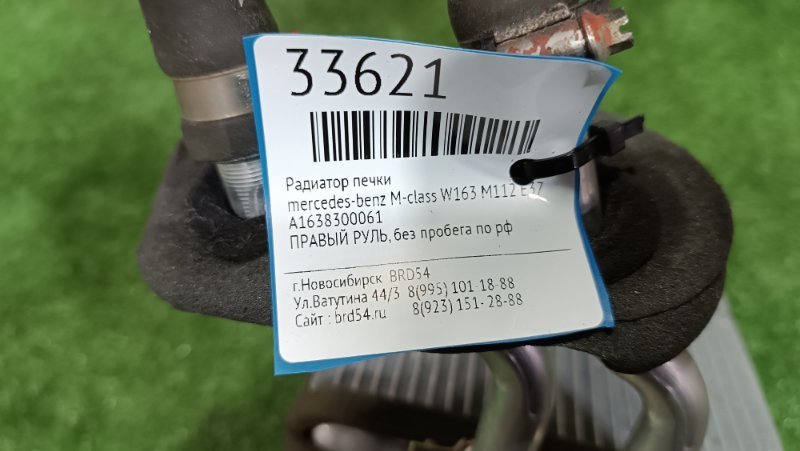 33621
Радиатор печки
mercedes-benz M-class W163 M112 E37
A1638300061
ПРАВЫЙ РУЛЬ, без пробега по рф
г.Новосибирск BRD54
Ул.Ватутина 44/3 8(995) 101-18-88
Сайт : brd54.ru 8(923) 151-28-88